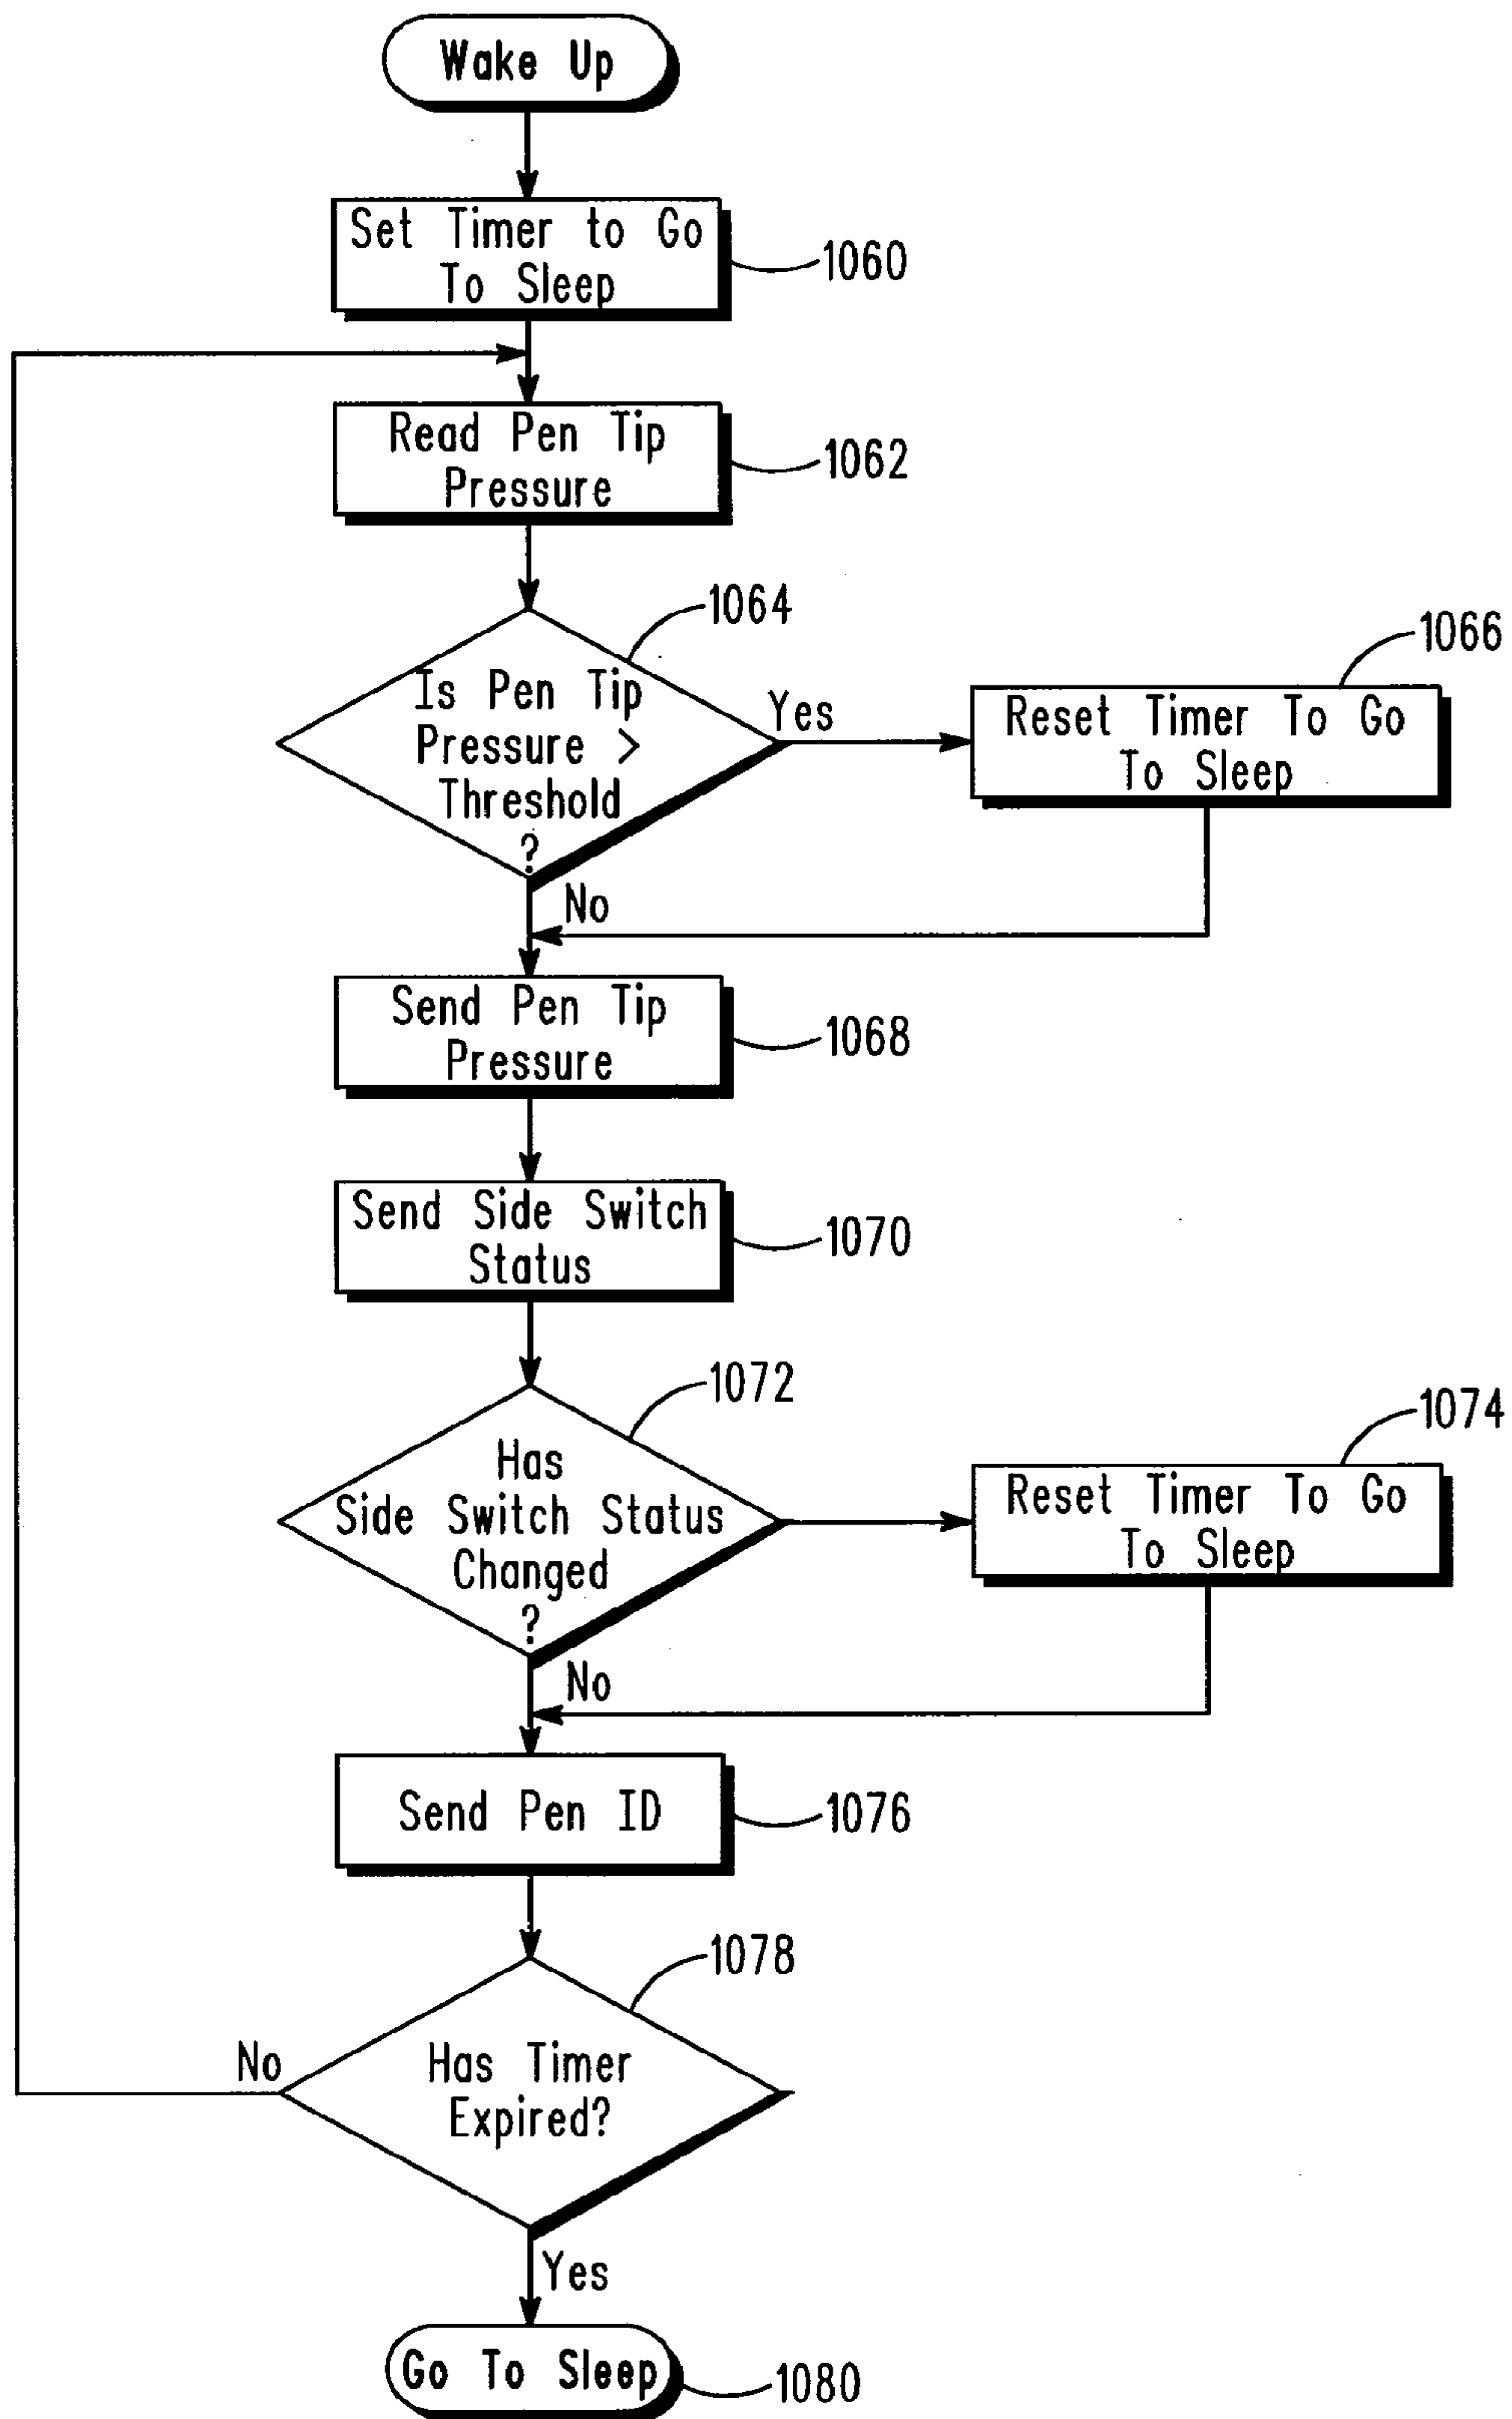 Wake Up
Set Timer to Go
To Sleep
1060
Read Pen Tip
Pressure
1062
1064
Is Pen Tip
Pressure >
Threshold
?
Yes
No
1066
Reset Timer To Go
To Sleep
Send Pen Tip
Pressure
1068
Send Side Switch
Status
1070
1072
Has
Side Switch Status
Changed
?
No
1074
Reset Timer To Go
To Sleep
Send Pen ID
1076
1078
Has Timer
Expired?
No
Yes
Go To Sleep
1080